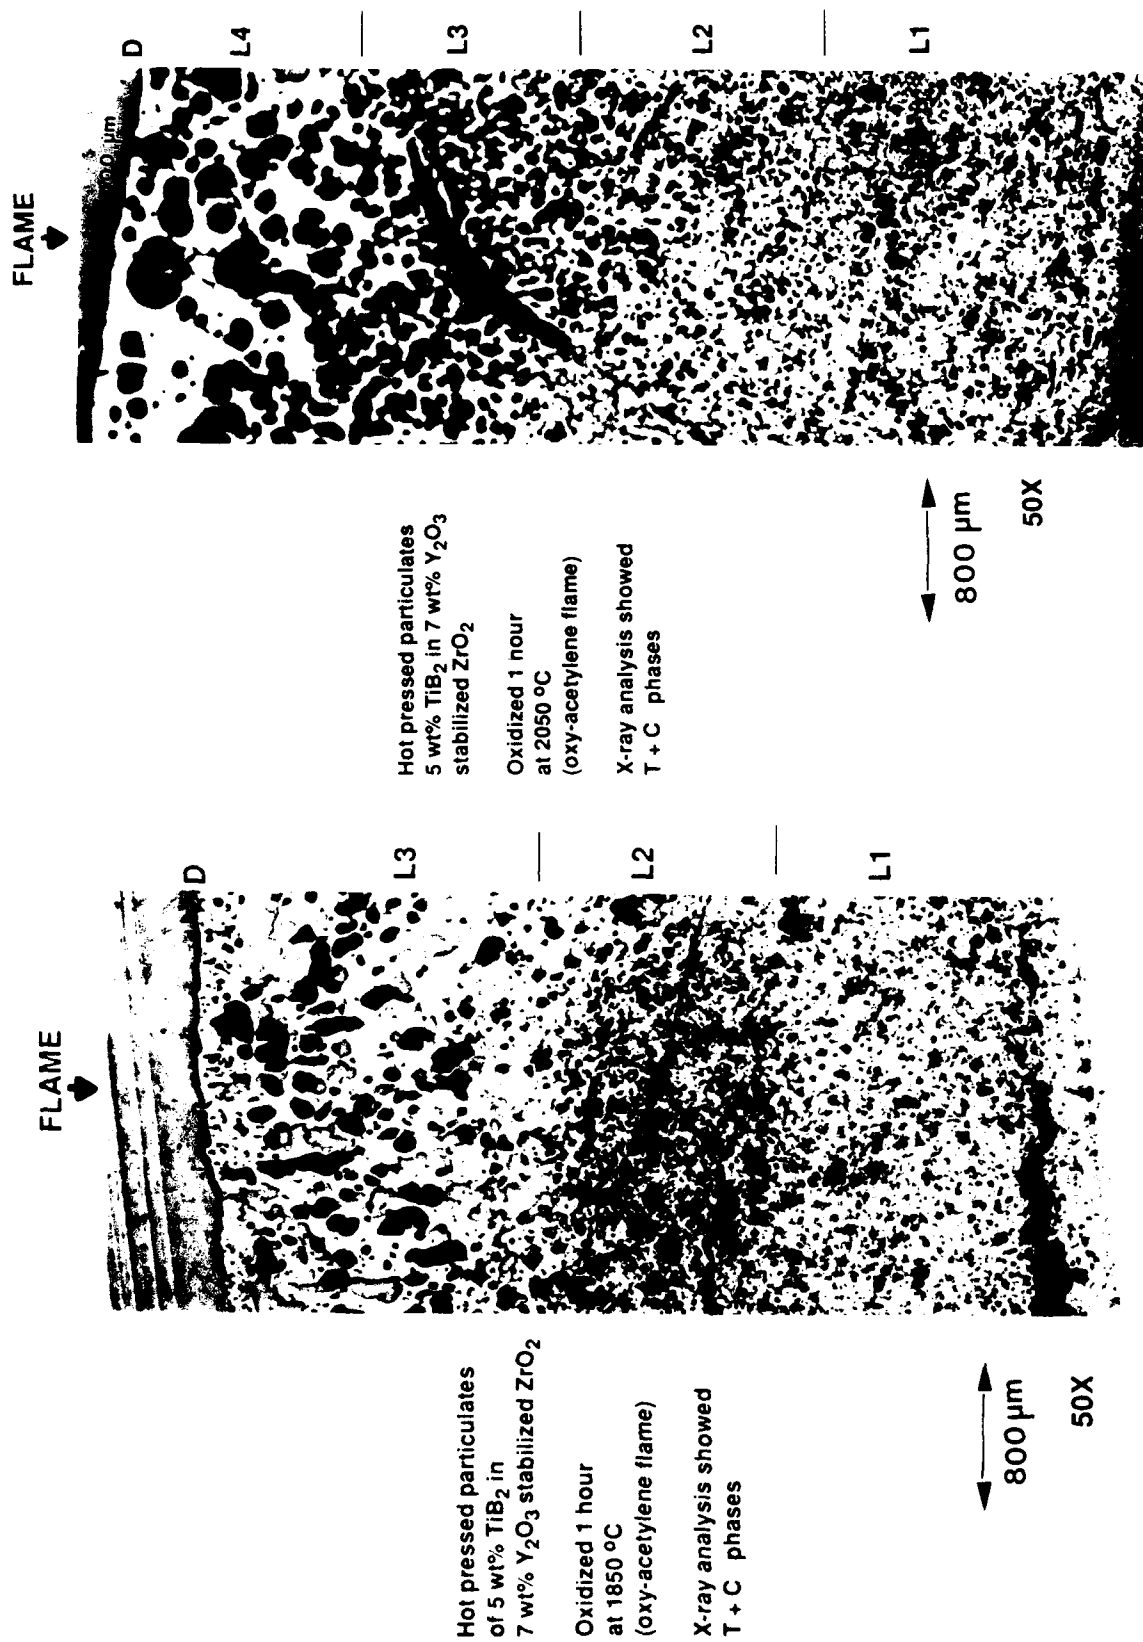 FLAME
D
L3
L2
L1
Hot pressed particulates
of 5 wt% TiB₂ in
7 wt% Y₂O₃ stabilized ZrO₂
Oxidized 1 hour
at 1850 °C
(oxy-acetylene flame)
X-ray analysis showed
T + C phases
800 µm
50X
FLAME
D
L4
L3
L2
L1
Hot pressed particulates
5 wt% TiB₂ in 7 wt% Y₂O₃
stabilized ZrO₂
Oxidized 1 hour
at 2050 °C
(oxy-acetylene flame)
X-ray analysis showed
T + C phases
800 µm
50X